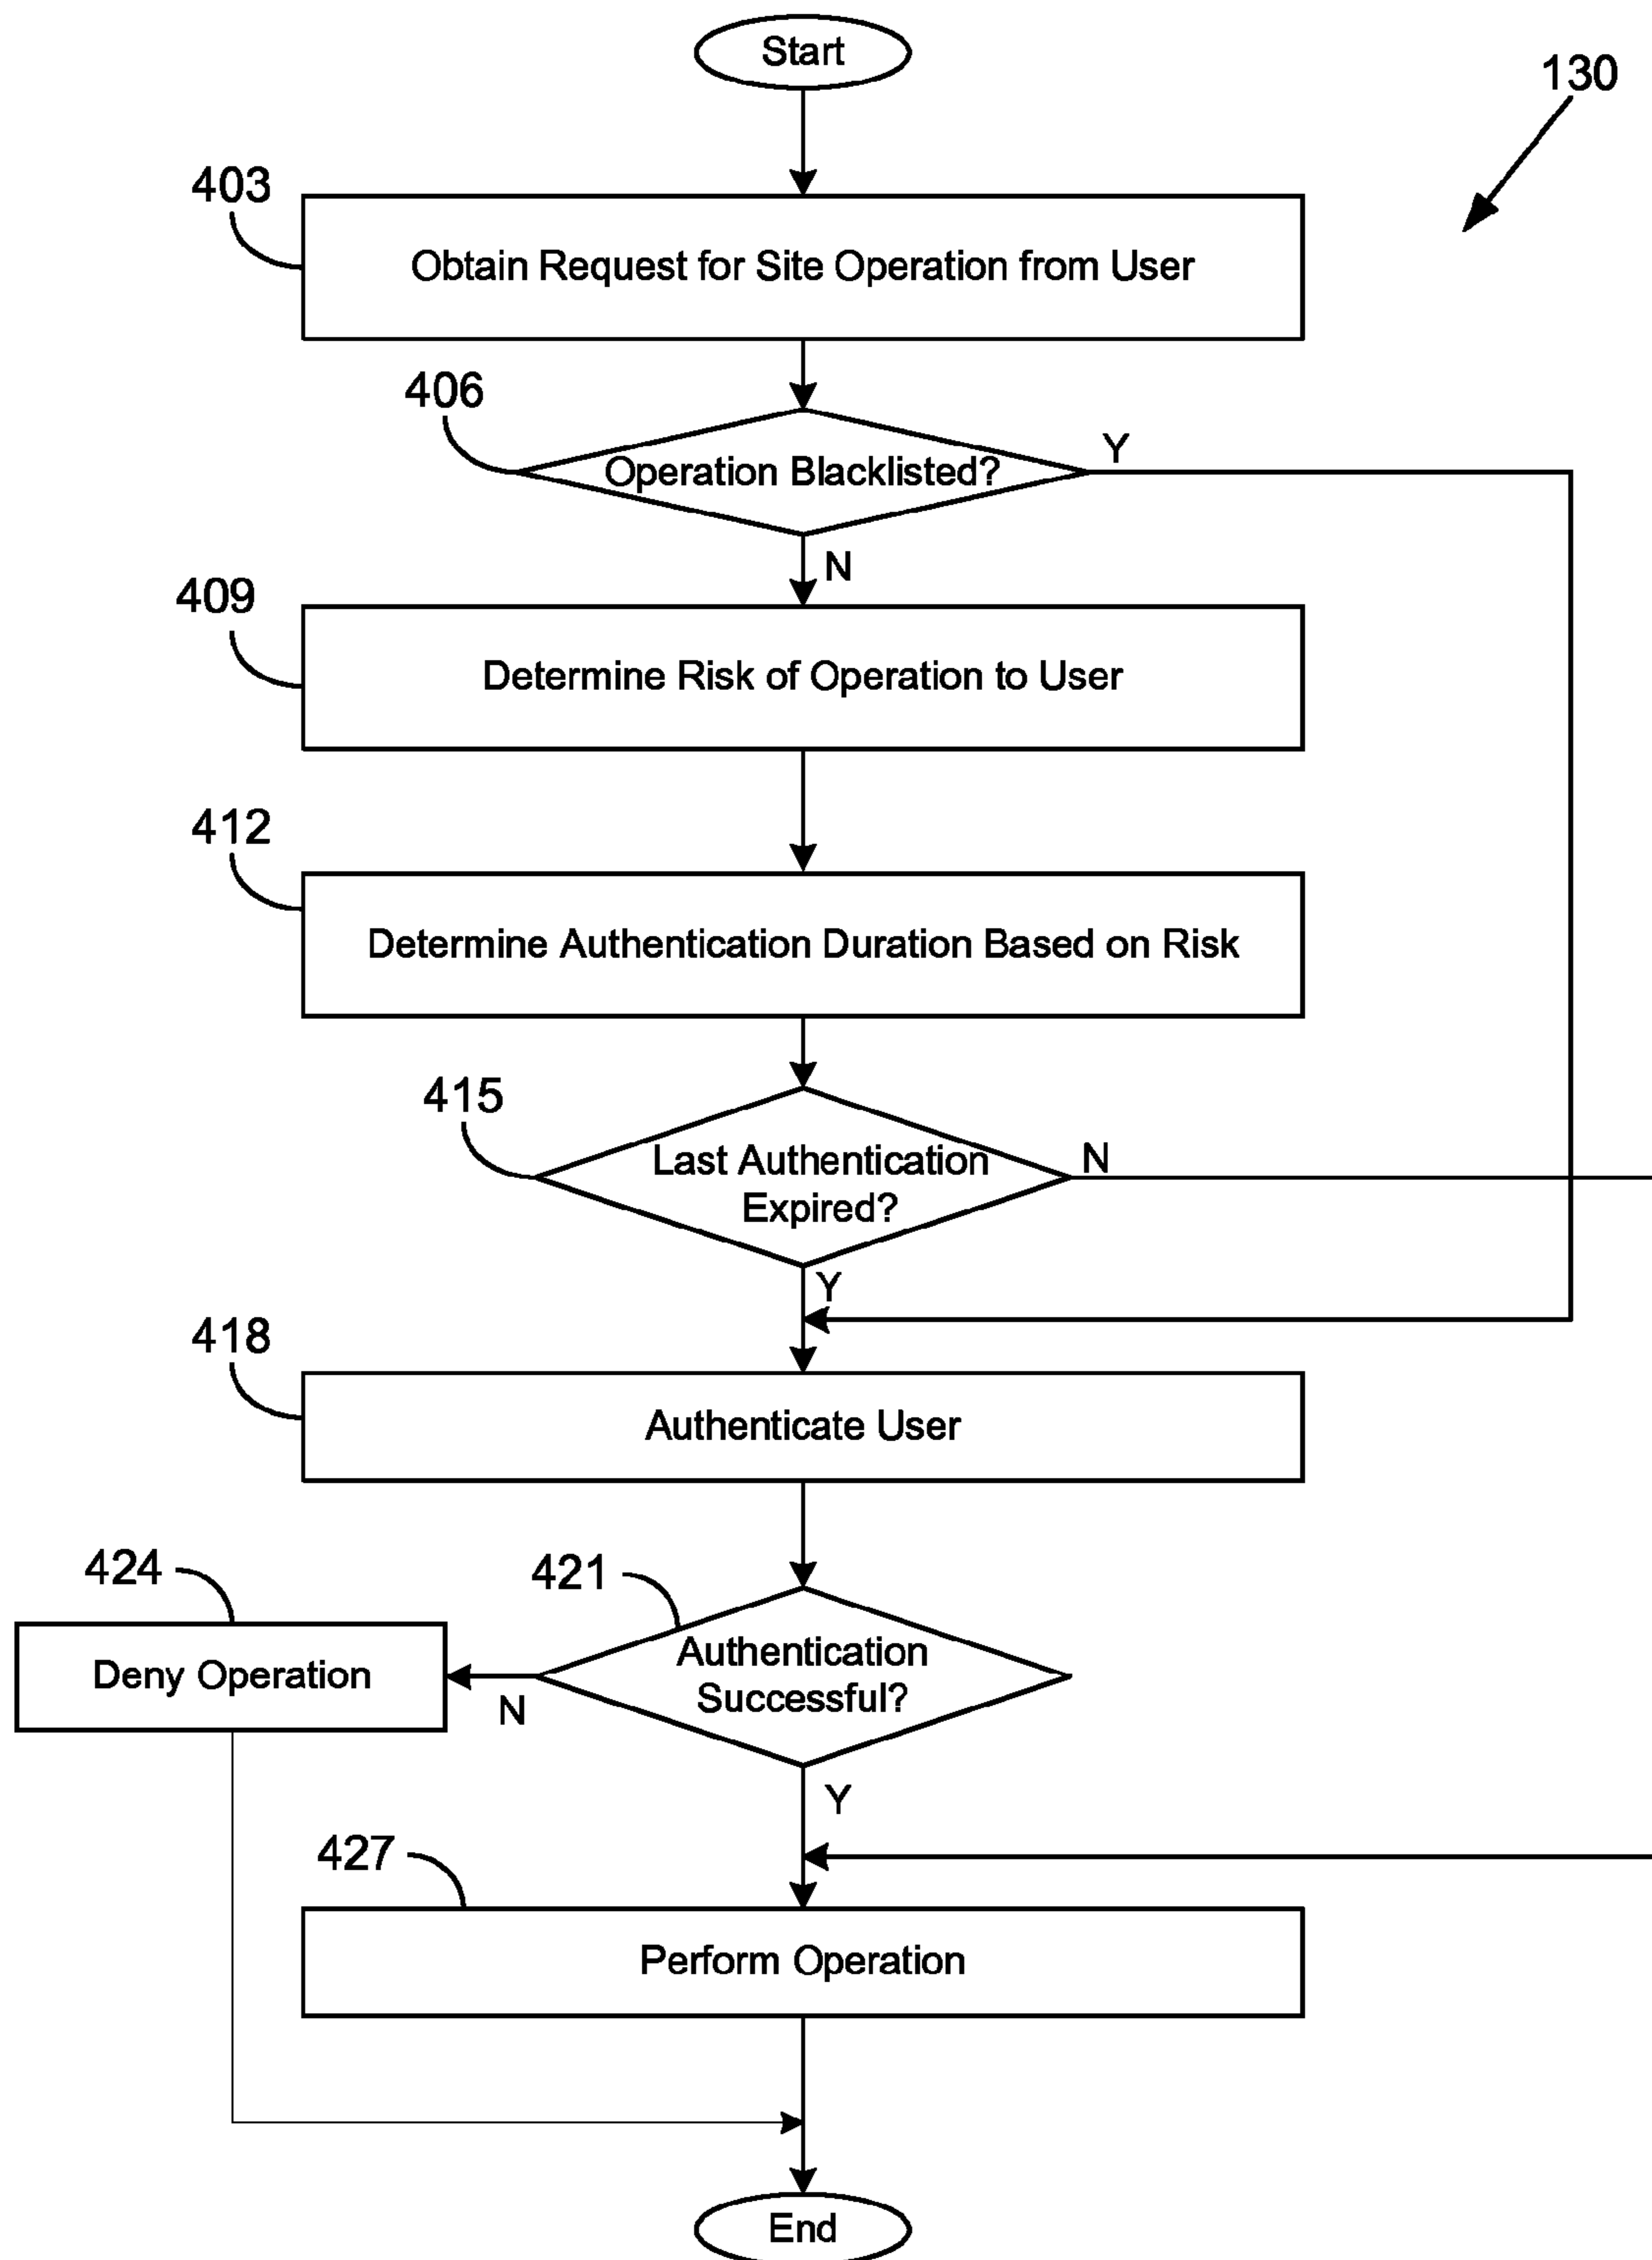 Start
130
403
Obtain Request for Site Operation from User
406
Operation Blacklisted?
Y
N
409
Determine Risk of Operation to User
412
Determine Authentication Duration Based on Risk
415
Last Authentication
Expired?
N
Y
418
Authenticate User
424
421
Deny Operation
Authentication
Successful?
N
Y
427
Perform Operation
End